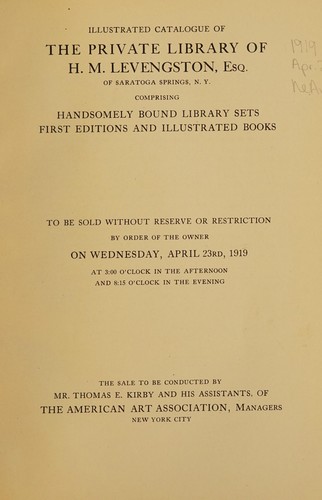 ILLUSTRATED CATALOGUE OF
THE PRIVATE LIBRARY OF
H. M. LEVENGSTON, Esq.
OF SARATOGA SPRINGS, N. Y.
COMPRISING
HANDSOMELY BOUND LIBRARY SETS
FIRST EDITIONS AND ILLUSTRATED BOOKS
TO BE SOLD WITHOUT RESERVE OR RESTRICTION
BY ORDER OF THE OWNER
ON WEDNESDAY, APRIL 23RD, 1919
AT 3:00 O'CLOCK IN THE AFTERNOON
AND 8:15 O'CLOCK IN THE EVENING
THE SALE TO BE CONDUCTED BY
MR. THOMAS E. KIRBY AND HIS ASSISTANTS, OF
THE AMERICAN ART ASSOCIATION, Managers
NEW YORK CITY
1919
Apr.